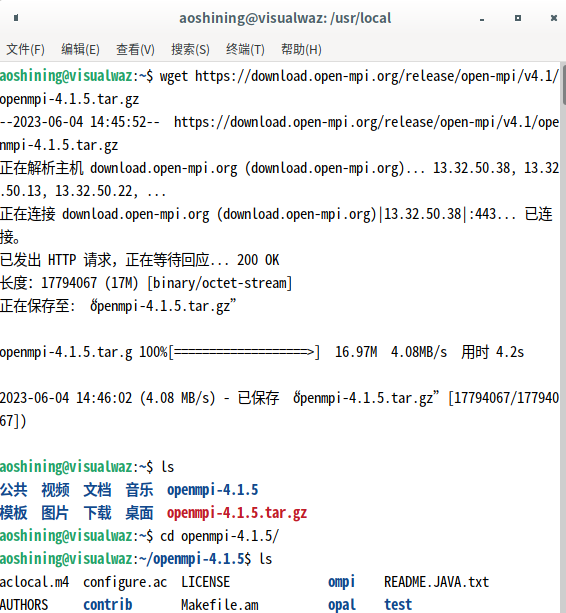 aoshining@visualwaz: /usr/local
文件(F) 编辑(E) 查看(V) 搜索(S) 终端(T) 帮助(H)
aoshining@visualwaz:~$ wget https://download.open-mpi.org/release/open-mpi/v4.1/
openmpi-4.1.5.tar.gz
--2023-06-04 14:45:52--  https://download.open-mpi.org/release/open-mpi/v4.1/ope
nmpi-4.1.5.tar.gz
正在解析主机 download.open-mpi.org (download.open-mpi.org)... 13.32.50.38, 13.32
.50.13, 13.32.50.22, ...
正在连接 download.open-mpi.org (download.open-mpi.org)|13.32.50.38|:443... 已连
接。
已发出 HTTP 请求，正在等待回应... 200 OK
长度：17794067 (17M) [binary/octet-stream]
正在保存至: “openmpi-4.1.5.tar.gz”
openmpi-4.1.5.tar.g 100%[===================>]  16.97M  4.08MB/s  用时 4.2s
2023-06-04 14:46:02 (4.08 MB/s) - 已保存 “openmpi-4.1.5.tar.gz” [17794067/177940
67])
aoshining@visualwaz:~$ ls
公共 视频 文档 音乐 openmpi-4.1.5
模板 图片 下载 桌面 openmpi-4.1.5.tar.gz
aoshining@visualwaz:~$ cd openmpi-4.1.5/
aoshining@visualwaz:~/openmpi-4.1.5$ ls
aclocal.m4 configure.ac LICENSE ompi README.JAVA.txt
AUTHORS contrib Makefile.am opal test